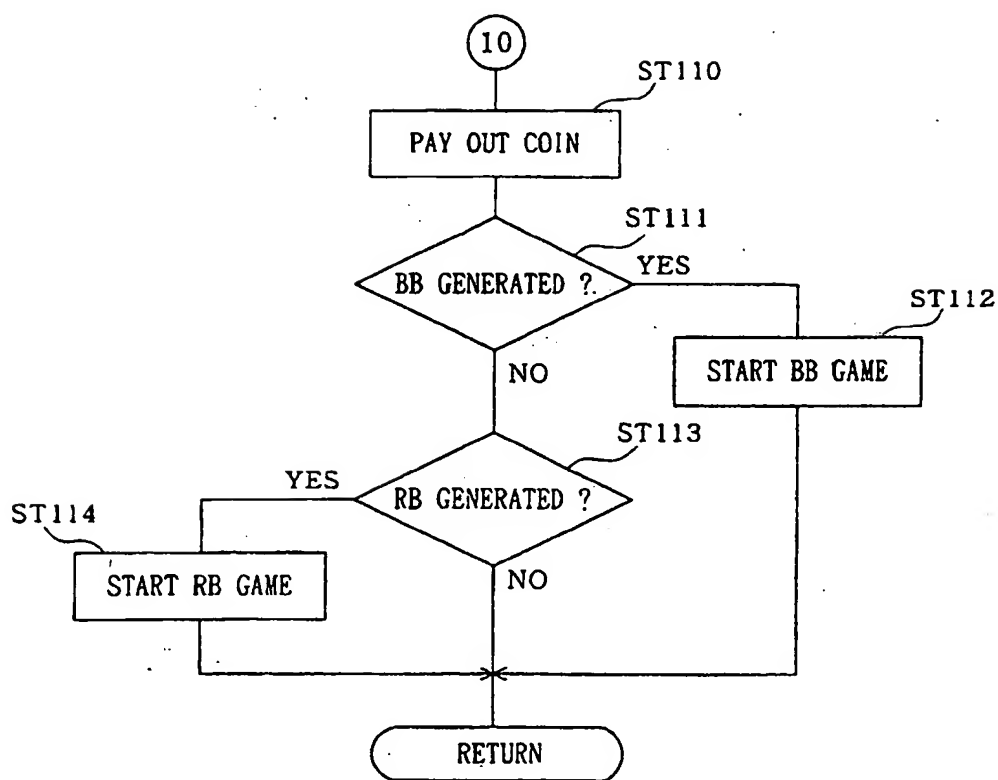 10
ST110
PAY OUT COIN
ST111
BB GENERATED ?
YES
ST112
NO
START BB GAME
ST113
YES
RB GENERATED ?
ST114
START RB GAME
NO
RETURN